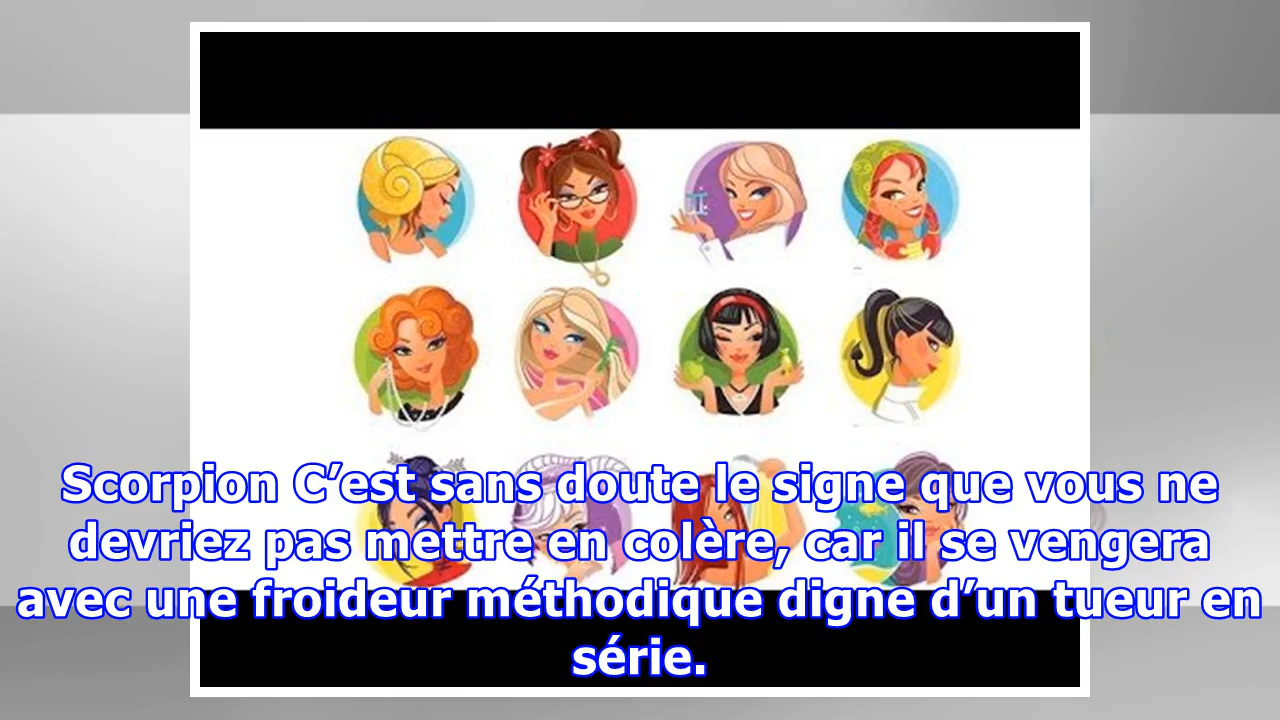 Scorpion C’est sans doute le signe que vous ne
devriez pas mettre en colère, car il se vengera
avec une froideur méthodique digne d’un tueur en
série.